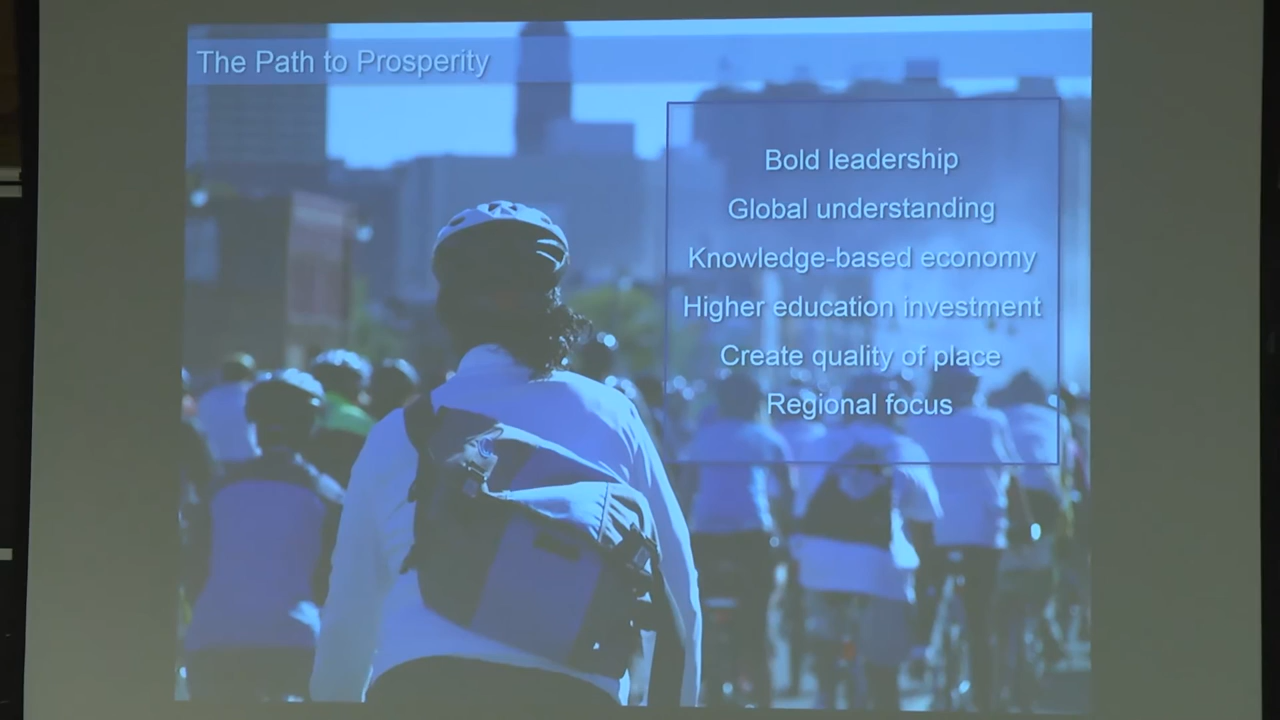 The Path to Prosperity
Bold leadership
Global understanding
Knowledge-based economy
Higher education investment
Create quality of place
Regional focus